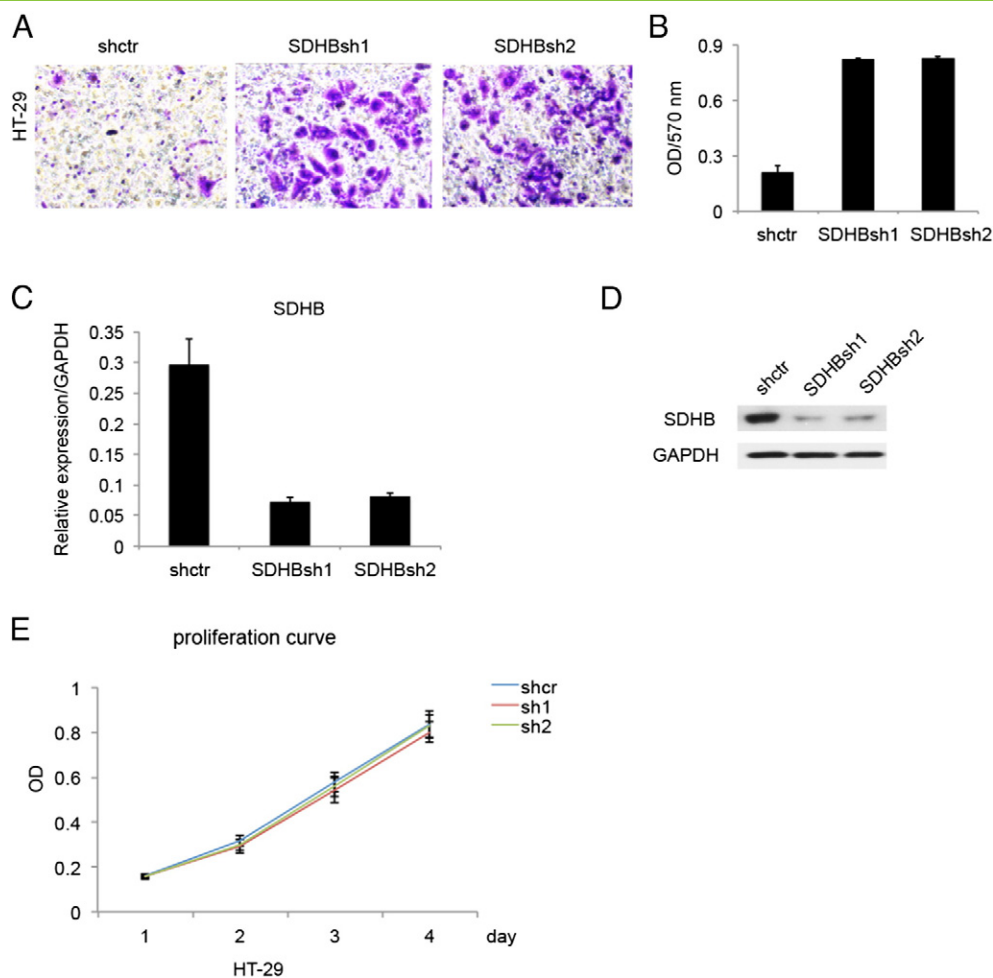 A
shctr SDHBsh1 SDHBsh2
HT-29
B
0.9
0.6
0.3
0
OD/570 nm
shctr SDHBsh1 SDHBsh2
C
SDHB
0.35
0.3
0.25
0.2
0.15
0.1
0.05
0
Relative expression/GAPDH
shctr SDHBsh1 SDHBsh2
D
shctr SDHBsh1 SDHBsh2
SDHB
GAPDH
E
proliferation curve
1
0.8
0.6
0.4
0.2
0
OD
shcr
sh1
sh2
1 2 3 4 day
HT-29